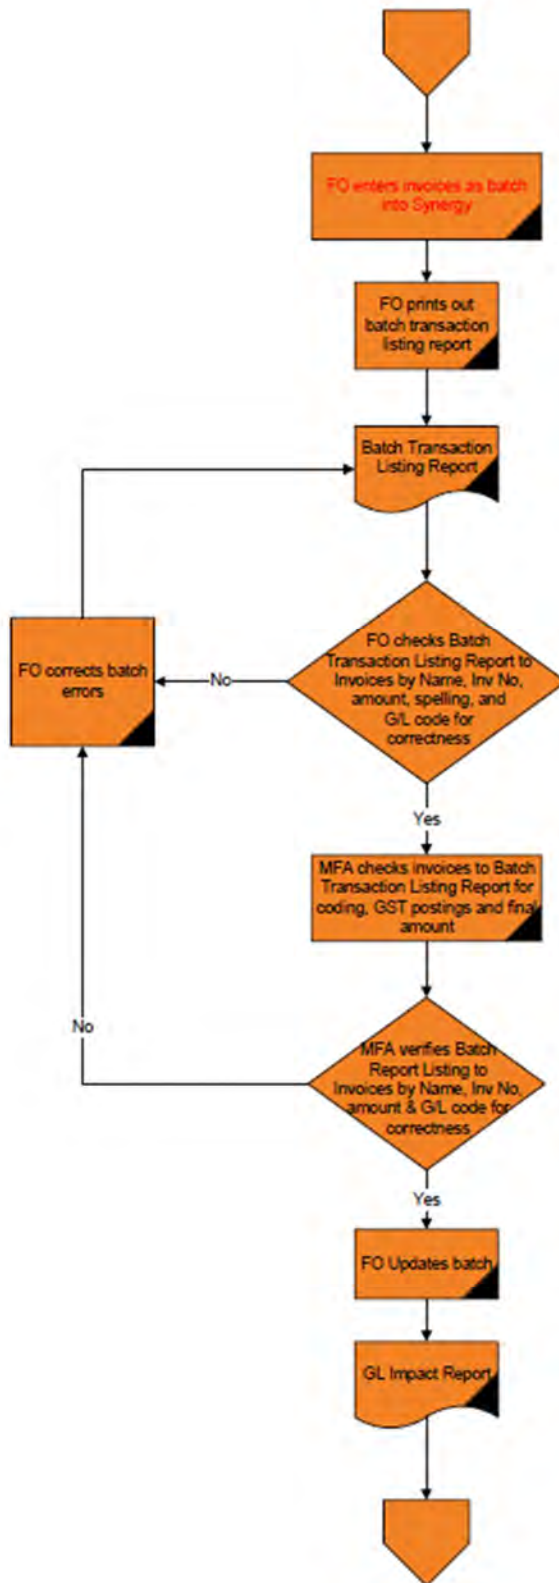 FO enters invoices as batch
into Synergy
FO prints out
batch transaction
listing report
Batch Transaction
Listing Report
FO checks Batch
Transaction Listing Report to
Invoices by Name, Inv No,
amount, spelling, and
G/L code for
correctness
FO corrects batch
errors
No
Yes
MFA checks invoices to Batch
Transaction Listing Report for
coding, GST postings and final
amount
MFA verifies Batch
Report Listing to
Invoices by Name, Inv No,
amount & G/L code for
correctness
No
Yes
FO Updates batch
GL Impact Report